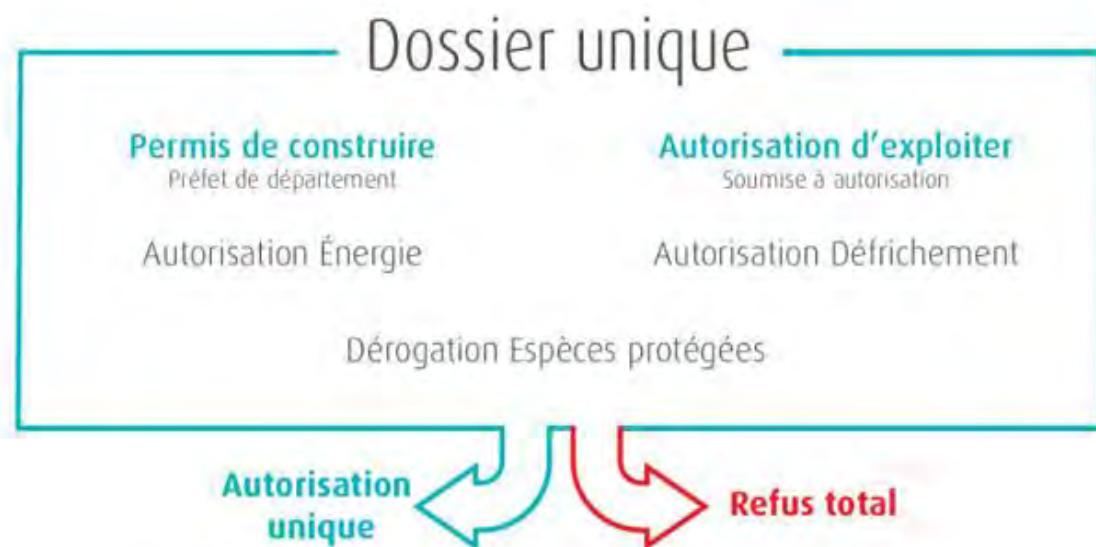 Dossier unique
Permis de construire
Préfet de département
Autorisation d'exploiter
Soumise à autorisation
Autorisation Énergie
Autorisation Défrichement
Dérogation Espèces protégées
Autorisation
unique
Refus total